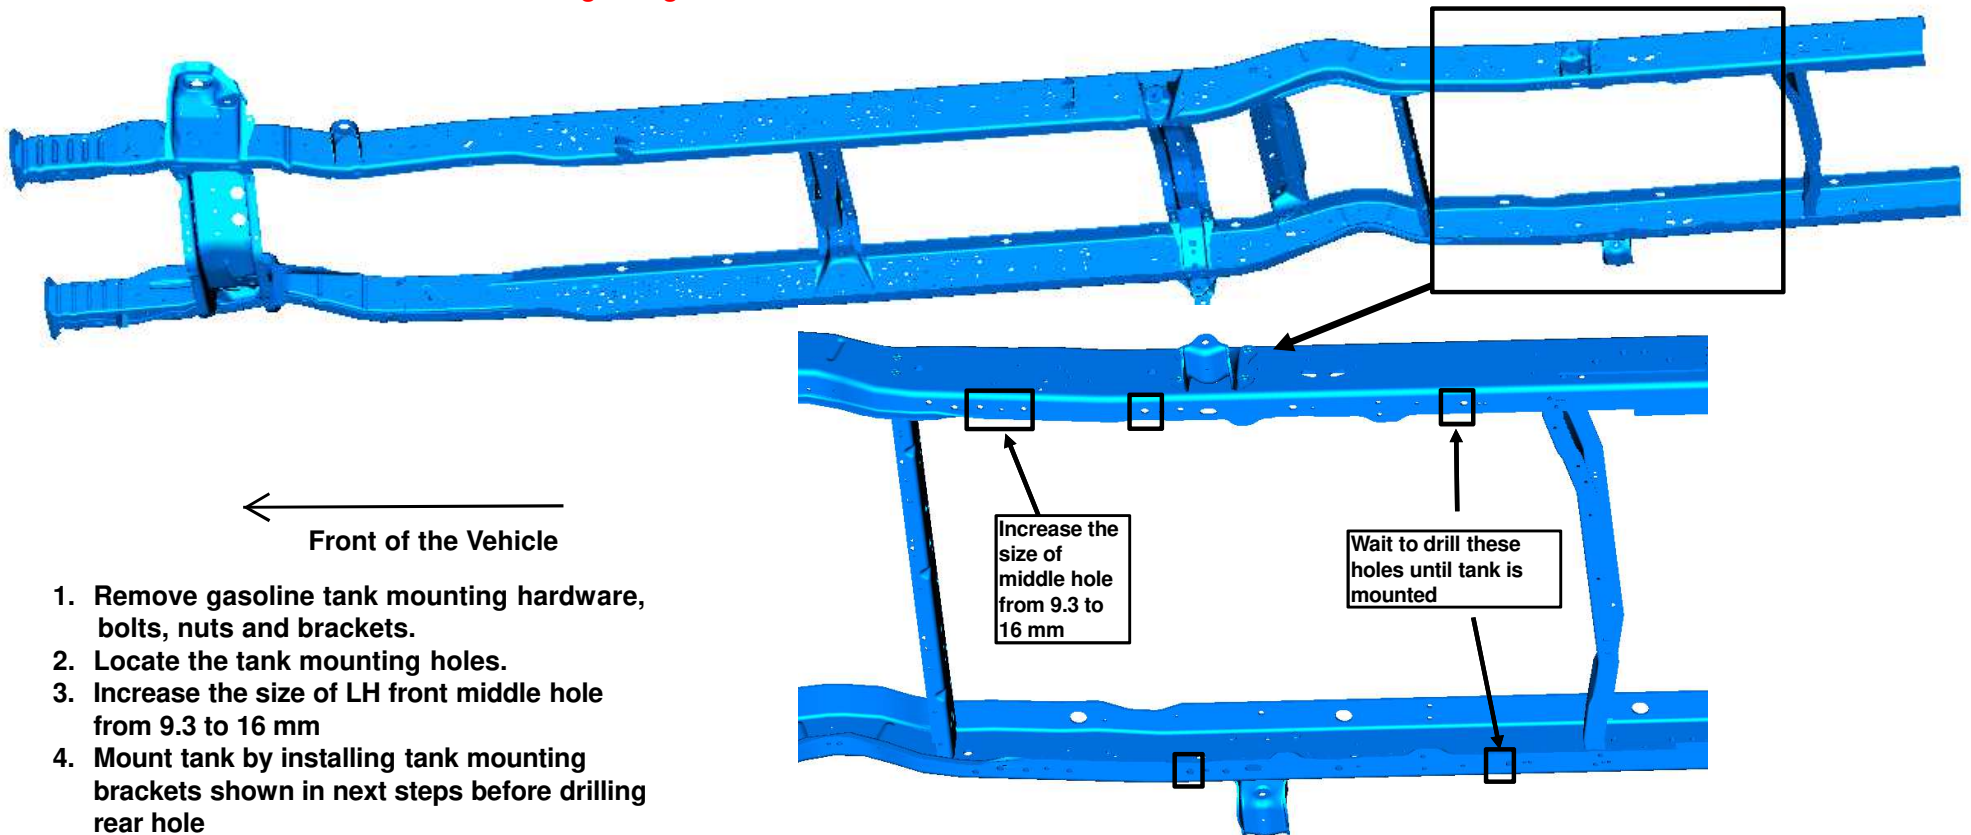 Front of the Vehicle
1. Remove gasoline tank mounting hardware,
bolts, nuts and brackets.
2. Locate the tank mounting holes.
3. Increase the size of LH front middle hole
from 9.3 to 16 mm
4. Mount tank by installing tank mounting
brackets shown in next steps before drilling
rear hole
Increase the
size of
middle hole
from 9.3 to
16 mm
Wait to drill these
holes until tank is
mounted